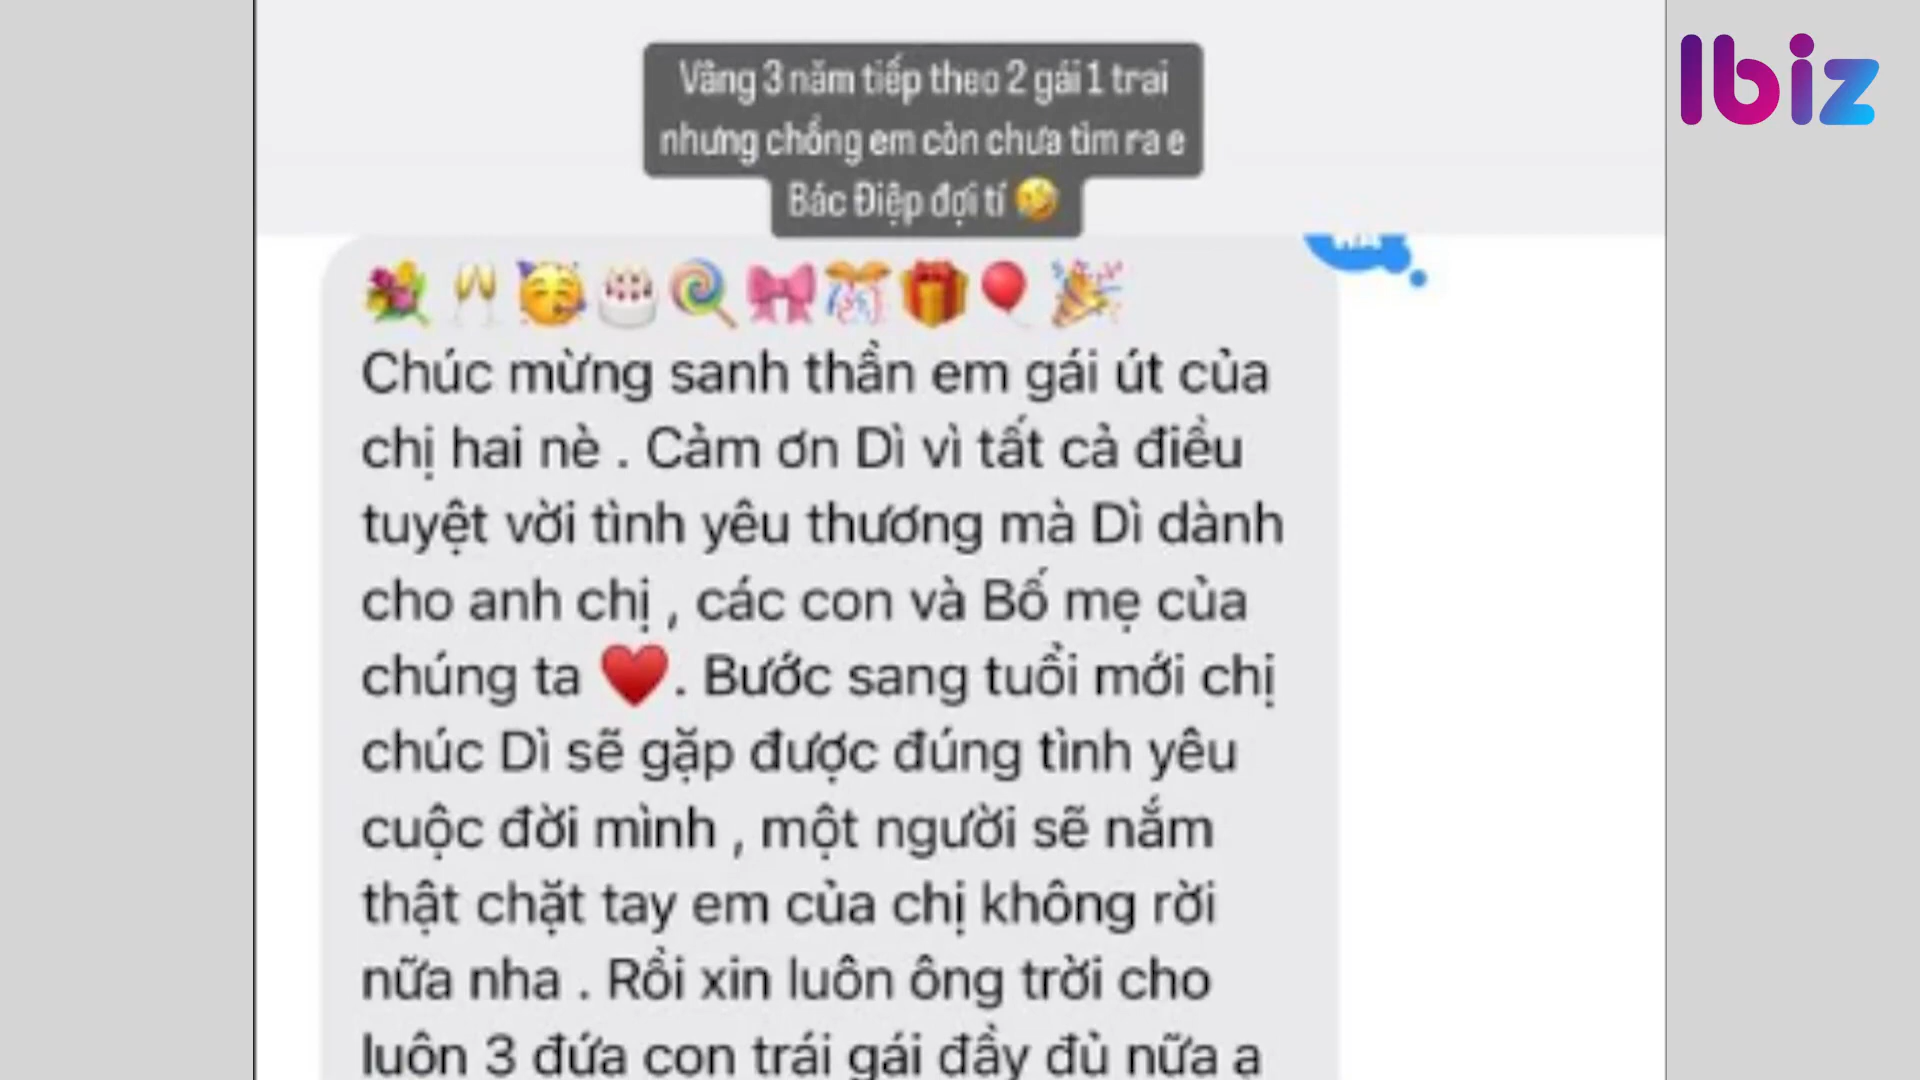 Ibiz
Vâng 3 năm tiếp theo 2 gái 1 trai
nhưng chồng em còn chưa tìm ra e
Bác Điệp đợi tí 🤣
💐 🥂 🥳 🎂 🍭 🎀 🎊 🎁 🎈 🎉
Chúc mừng sanh thần em gái út của
chị hai nè . Cảm ơn Dì vì tất cả điều
tuyệt vời tình yêu thương mà Dì dành
cho anh chị , các con và Bố mẹ của
chúng ta ❤️. Bước sang tuổi mới chị
chúc Dì sẽ gặp được đúng tình yêu
cuộc đời mình , một người sẽ nắm
thật chặt tay em của chị không rời
nữa nha . Rồi xin luôn ông trời cho
luôn 3 đứa con trái gái đầy đủ nữa ạ